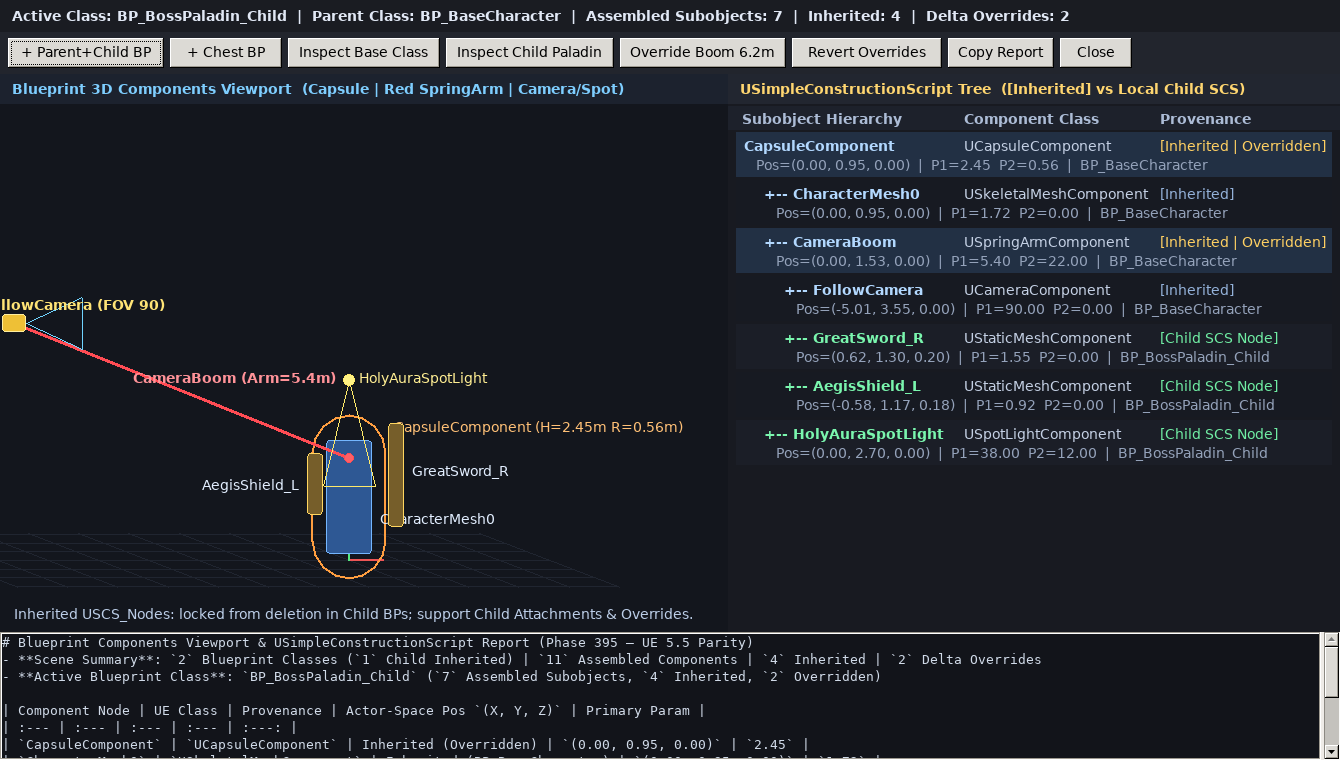 Active Class: BP_BossPaladin_Child | Parent Class: BP_BaseCharacter | Assembled Subobjects: 7 | Inherited: 4 | Delta Overrides: 2
+ Parent+Child BP
+ Chest BP
Inspect Base Class
Inspect Child Paladin
Override Boom 6.2m
Revert Overrides
Copy Report
Close
Blueprint 3D Components Viewport (Capsule | Red SpringArm | Camera/Spot)
llowCamera (FOV 90)
CameraBoom (Arm=5.4m)
HolyAuraSpotLight
CapsuleComponent (H=2.45m R=0.56m)
GreatSword_R
AegisShield_L
CharacterMesh0
Inherited USCS_Nodes: locked from deletion in Child BPs; support Child Attachments & Overrides.
USimpleConstructionScript Tree ([Inherited] vs Local Child SCS)
Subobject Hierarchy Component Class Provenance
CapsuleComponent UCapsuleComponent [Inherited | Overridden]
Pos=(0.00, 0.95, 0.00) | P1=2.45 P2=0.56 | BP_BaseCharacter
+-- CharacterMesh0 USkeletalMeshComponent [Inherited]
Pos=(0.00, 0.95, 0.00) | P1=1.72 P2=0.00 | BP_BaseCharacter
+-- CameraBoom USpringArmComponent [Inherited | Overridden]
Pos=(0.00, 1.53, 0.00) | P1=5.40 P2=22.00 | BP_BaseCharacter
+-- FollowCamera UCameraComponent [Inherited]
Pos=(-5.01, 3.55, 0.00) | P1=90.00 P2=0.00 | BP_BaseCharacter
+-- GreatSword_R UStaticMeshComponent [Child SCS Node]
Pos=(0.62, 1.30, 0.20) | P1=1.55 P2=0.00 | BP_BossPaladin_Child
+-- AegisShield_L UStaticMeshComponent [Child SCS Node]
Pos=(-0.58, 1.17, 0.18) | P1=0.92 P2=0.00 | BP_BossPaladin_Child
+-- HolyAuraSpotLight USpotLightComponent [Child SCS Node]
Pos=(0.00, 2.70, 0.00) | P1=38.00 P2=12.00 | BP_BossPaladin_Child
# Blueprint Components Viewport & USimpleConstructionScript Report (Phase 395 — UE 5.5 Parity)
- **Scene Summary**: `2` Blueprint Classes (`1` Child Inherited) | `11` Assembled Components | `4` Inherited | `2` Delta Overrides
- **Active Blueprint Class**: `BP_BossPaladin_Child` (`7` Assembled Subobjects, `4` Inherited, `2` Overridden)
| Component Node | UE Class | Provenance | Actor-Space Pos `(X, Y, Z)` | Primary Param |
| :--- | :--- | :--- | :--- | :---: |
| `CapsuleComponent` | `UCapsuleComponent` | Inherited (Overridden) | `(0.00, 0.95, 0.00)` | `2.45` |